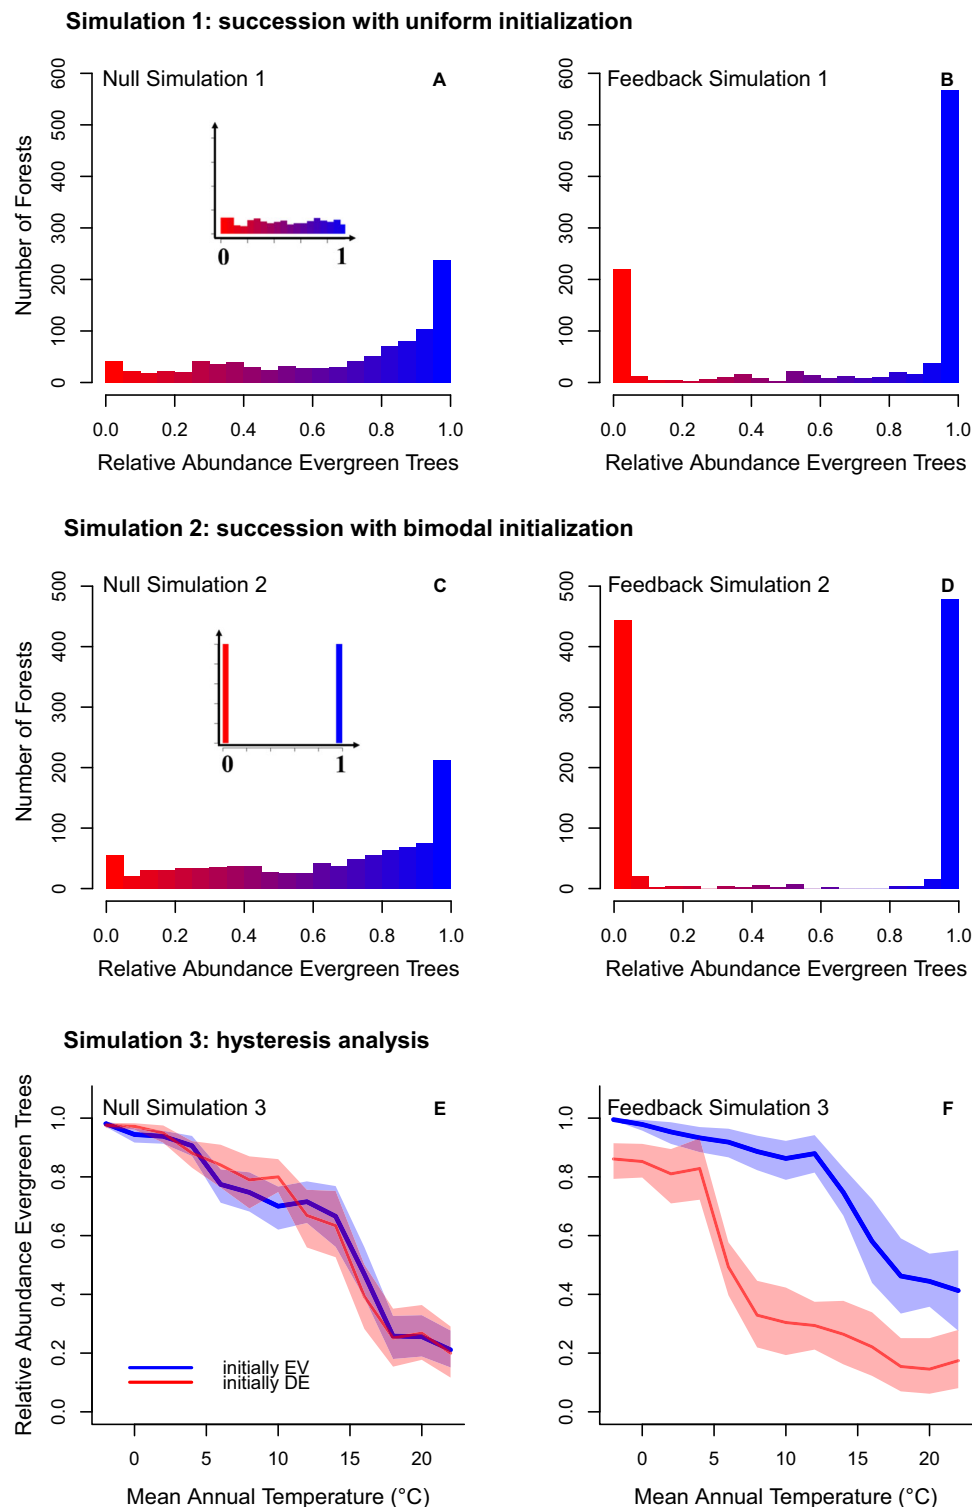 Simulation 1: succession with uniform initialization
Null Simulation 1
A
Number of Forests
0
100
200
300
400
500
600
0
1
0.0 0.2 0.4 0.6 0.8 1.0
Relative Abundance Evergreen Trees
Feedback Simulation 1
B
0
100
200
300
400
500
600
0.0 0.2 0.4 0.6 0.8 1.0
Relative Abundance Evergreen Trees
Simulation 2: succession with bimodal initialization
Null Simulation 2
C
Number of Forests
0
100
200
300
400
500
0
1
0.0 0.2 0.4 0.6 0.8 1.0
Relative Abundance Evergreen Trees
Feedback Simulation 2
D
0
100
200
300
400
500
0.0 0.2 0.4 0.6 0.8 1.0
Relative Abundance Evergreen Trees
Simulation 3: hysteresis analysis
Null Simulation 3
E
Relative Abundance Evergreen Trees
0.0
0.2
0.4
0.6
0.8
1.0
initially EV
initially DE
0 5 10 15 20
Mean Annual Temperature (°C)
Feedback Simulation 3
F
0.0
0.2
0.4
0.6
0.8
1.0
0 5 10 15 20
Mean Annual Temperature (°C)